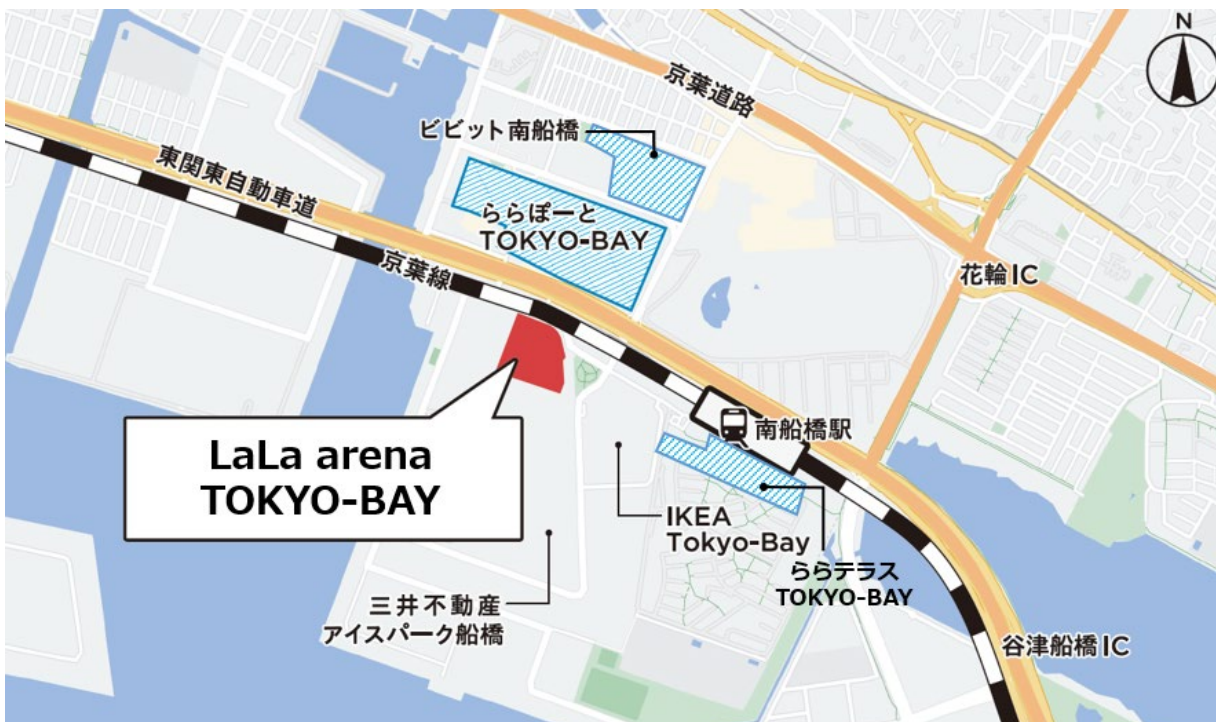 N
京葉道路
ビビット南船橋
東関東自動車道
ららぽーと
TOKYO-BAY
京葉線
花輪IC
LaLa arena
TOKYO-BAY
南船橋駅
IKEA
Tokyo-Bay
ららテラス
TOKYO-BAY
三井不動産
アイスパーク船橋
谷津船橋IC